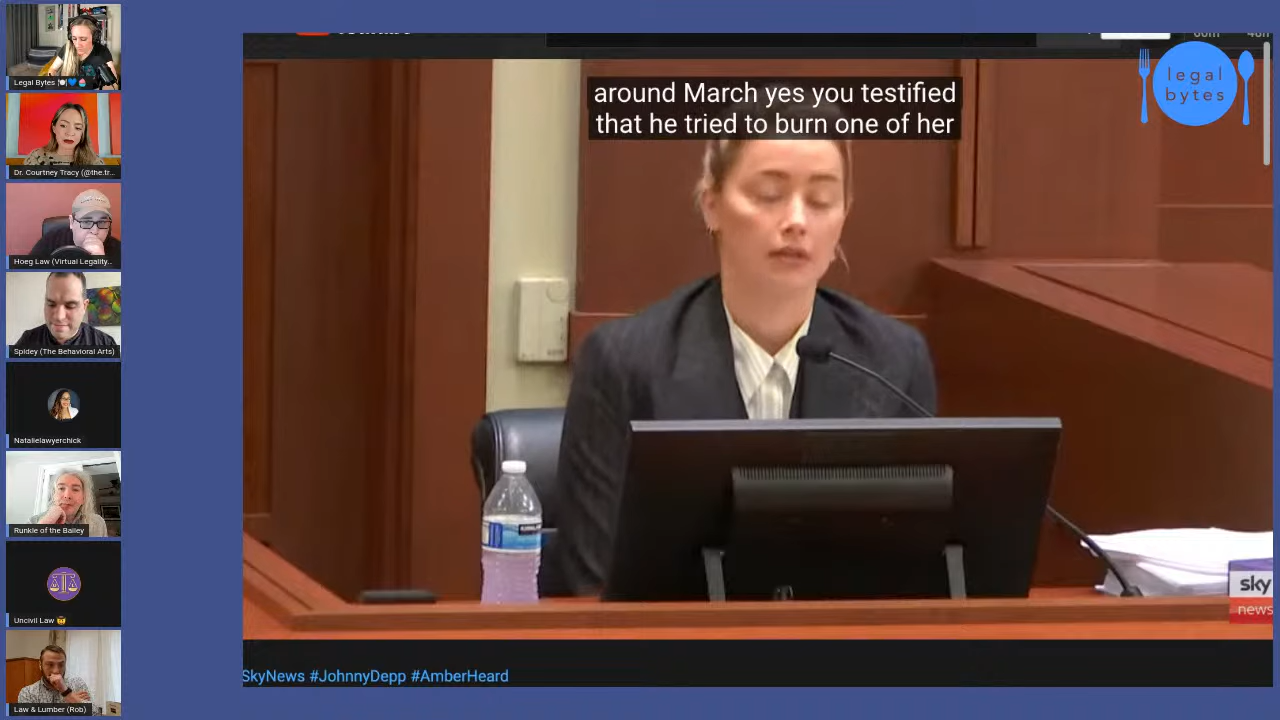 Legal Bytes
Dr. Courtney Tracy (@the.tr...
Hoeg Law (Virtual Legality..
Spidey (The Behavioral Arts)
Natalielawyerchick
Runkle of the Bailey
Uncivil Law
Law & Lumber (Rob)
around March yes you testified
that he tried to burn one of her
legal
bytes
sky
news
SkyNews #JohnnyDepp #AmberHeard